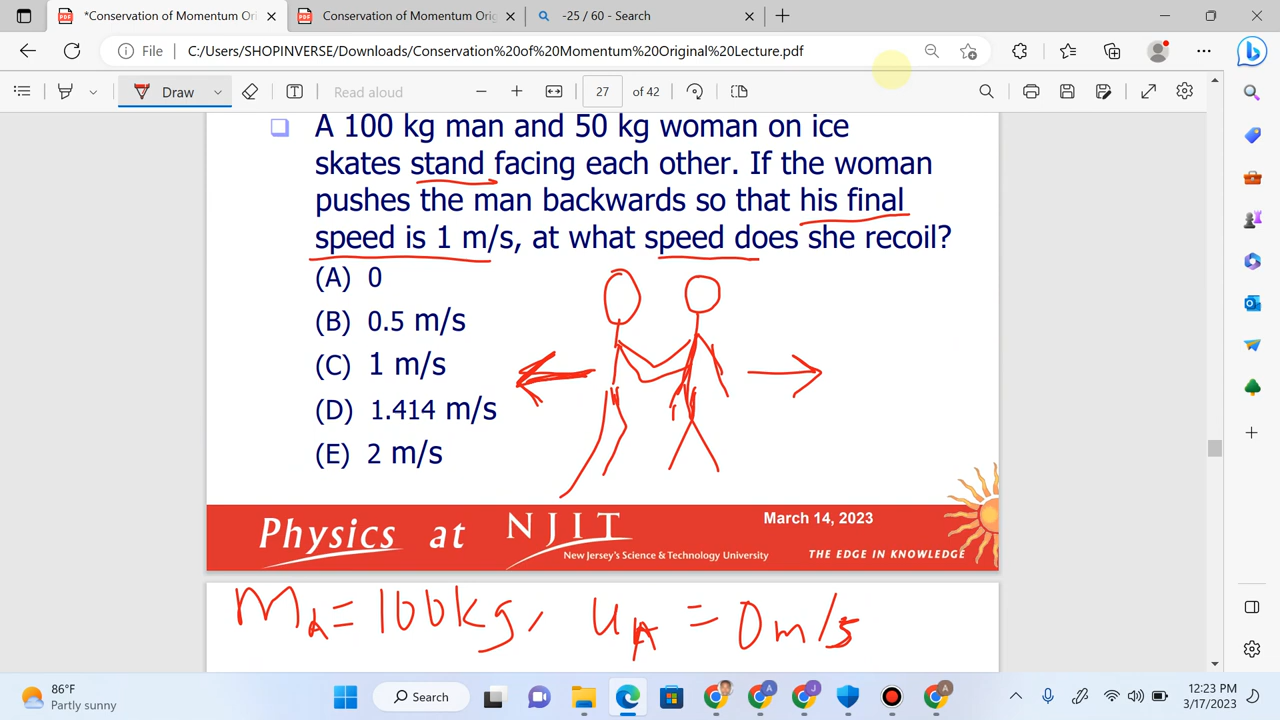 *Conservation of Momentum Ori
Conservation of Momentum Orig
-25 / 60 - Search
File
C:/Users/SHOPINVERSE/Downloads/Conservation%20of%20Momentum%20Original%20Lecture.pdf
Draw
Read aloud
27 of 42
A 100 kg man and 50 kg woman on ice
skates stand facing each other. If the woman
pushes the man backwards so that his final
speed is 1 m/s, at what speed does she recoil?
(A) 0
(B) 0.5 m/s
(C) 1 m/s
(D) 1.414 m/s
(E) 2 m/s
Physics at NJIT
New Jersey's Science & Technology University
March 14, 2023
THE EDGE IN KNOWLEDGE
MA = 100kg, uA = 0m/s
86°F
Partly sunny
Search
12:23 PM
3/17/2023